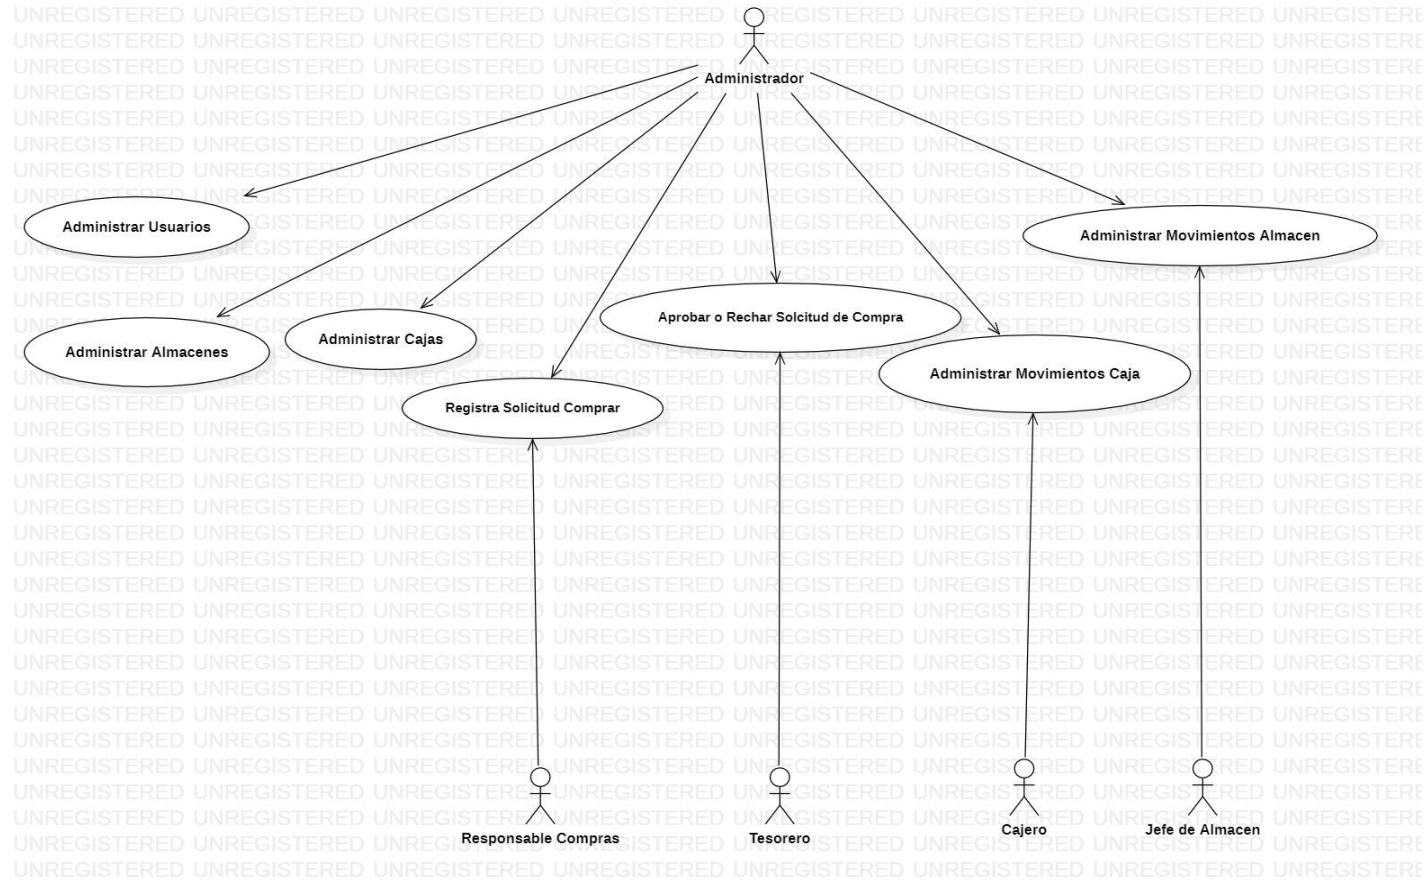 Administrador
Administrar Usuarios
Administrar Movimientos Almacen
Aprobar o Rechar Solcitud de Compra
Administrar Cajas
Administrar Almacenes
Administrar Movimientos Caja
Registra Solicitud Comprar
Responsable Compras
Tesorero
Cajero
Jefe de Almacen
UNREGISTERED